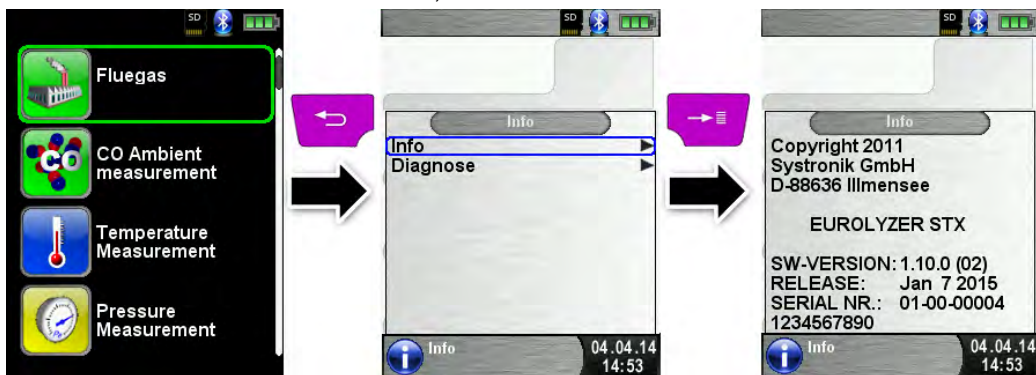 SD
Fluegas
CO
CO Ambient
measurement
Temperature
Measurement
Pa
Pressure
Measurement
SD
Info
Info
Diagnose
Info
04.04.14
14:53
SD
Info
Copyright 2011
Systronik GmbH
D-88636 Illmensee
EUROLYZER STX
SW-VERSION: 1.10.0 (02)
RELEASE: Jan 7 2015
SERIAL NR.: 01-00-00004
1234567890
Info
04.04.14
14:53